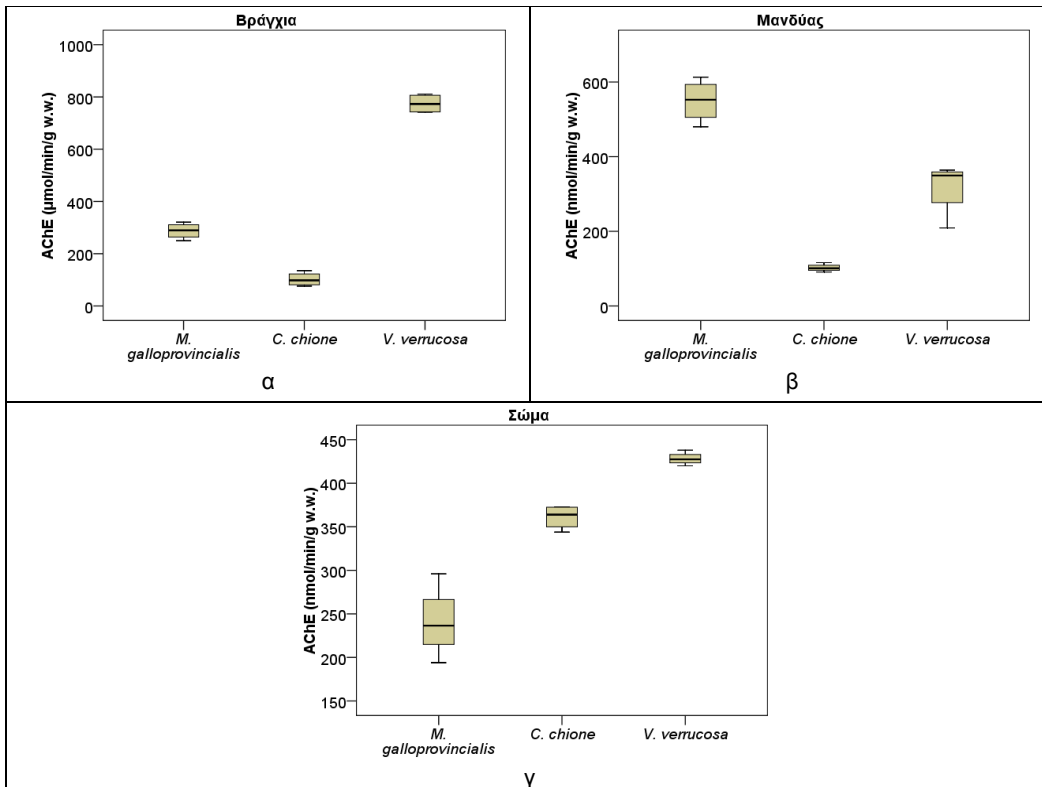 Βράγχια
1000
800
600
400
200
0
AChE (μmol/min/g w.w.)
M.
galloprovincialis
C. chione
V. verrucosa
α
Μανδύας
600
400
200
0
AChE (nmol/min/g w.w.)
M.
galloprovincialis
C. chione
V. verrucosa
β
Σώμα
450
400
350
300
250
200
150
AChE (nmol/min/g w.w.)
M.
galloprovincialis
C. chione
V. verrucosa
γ